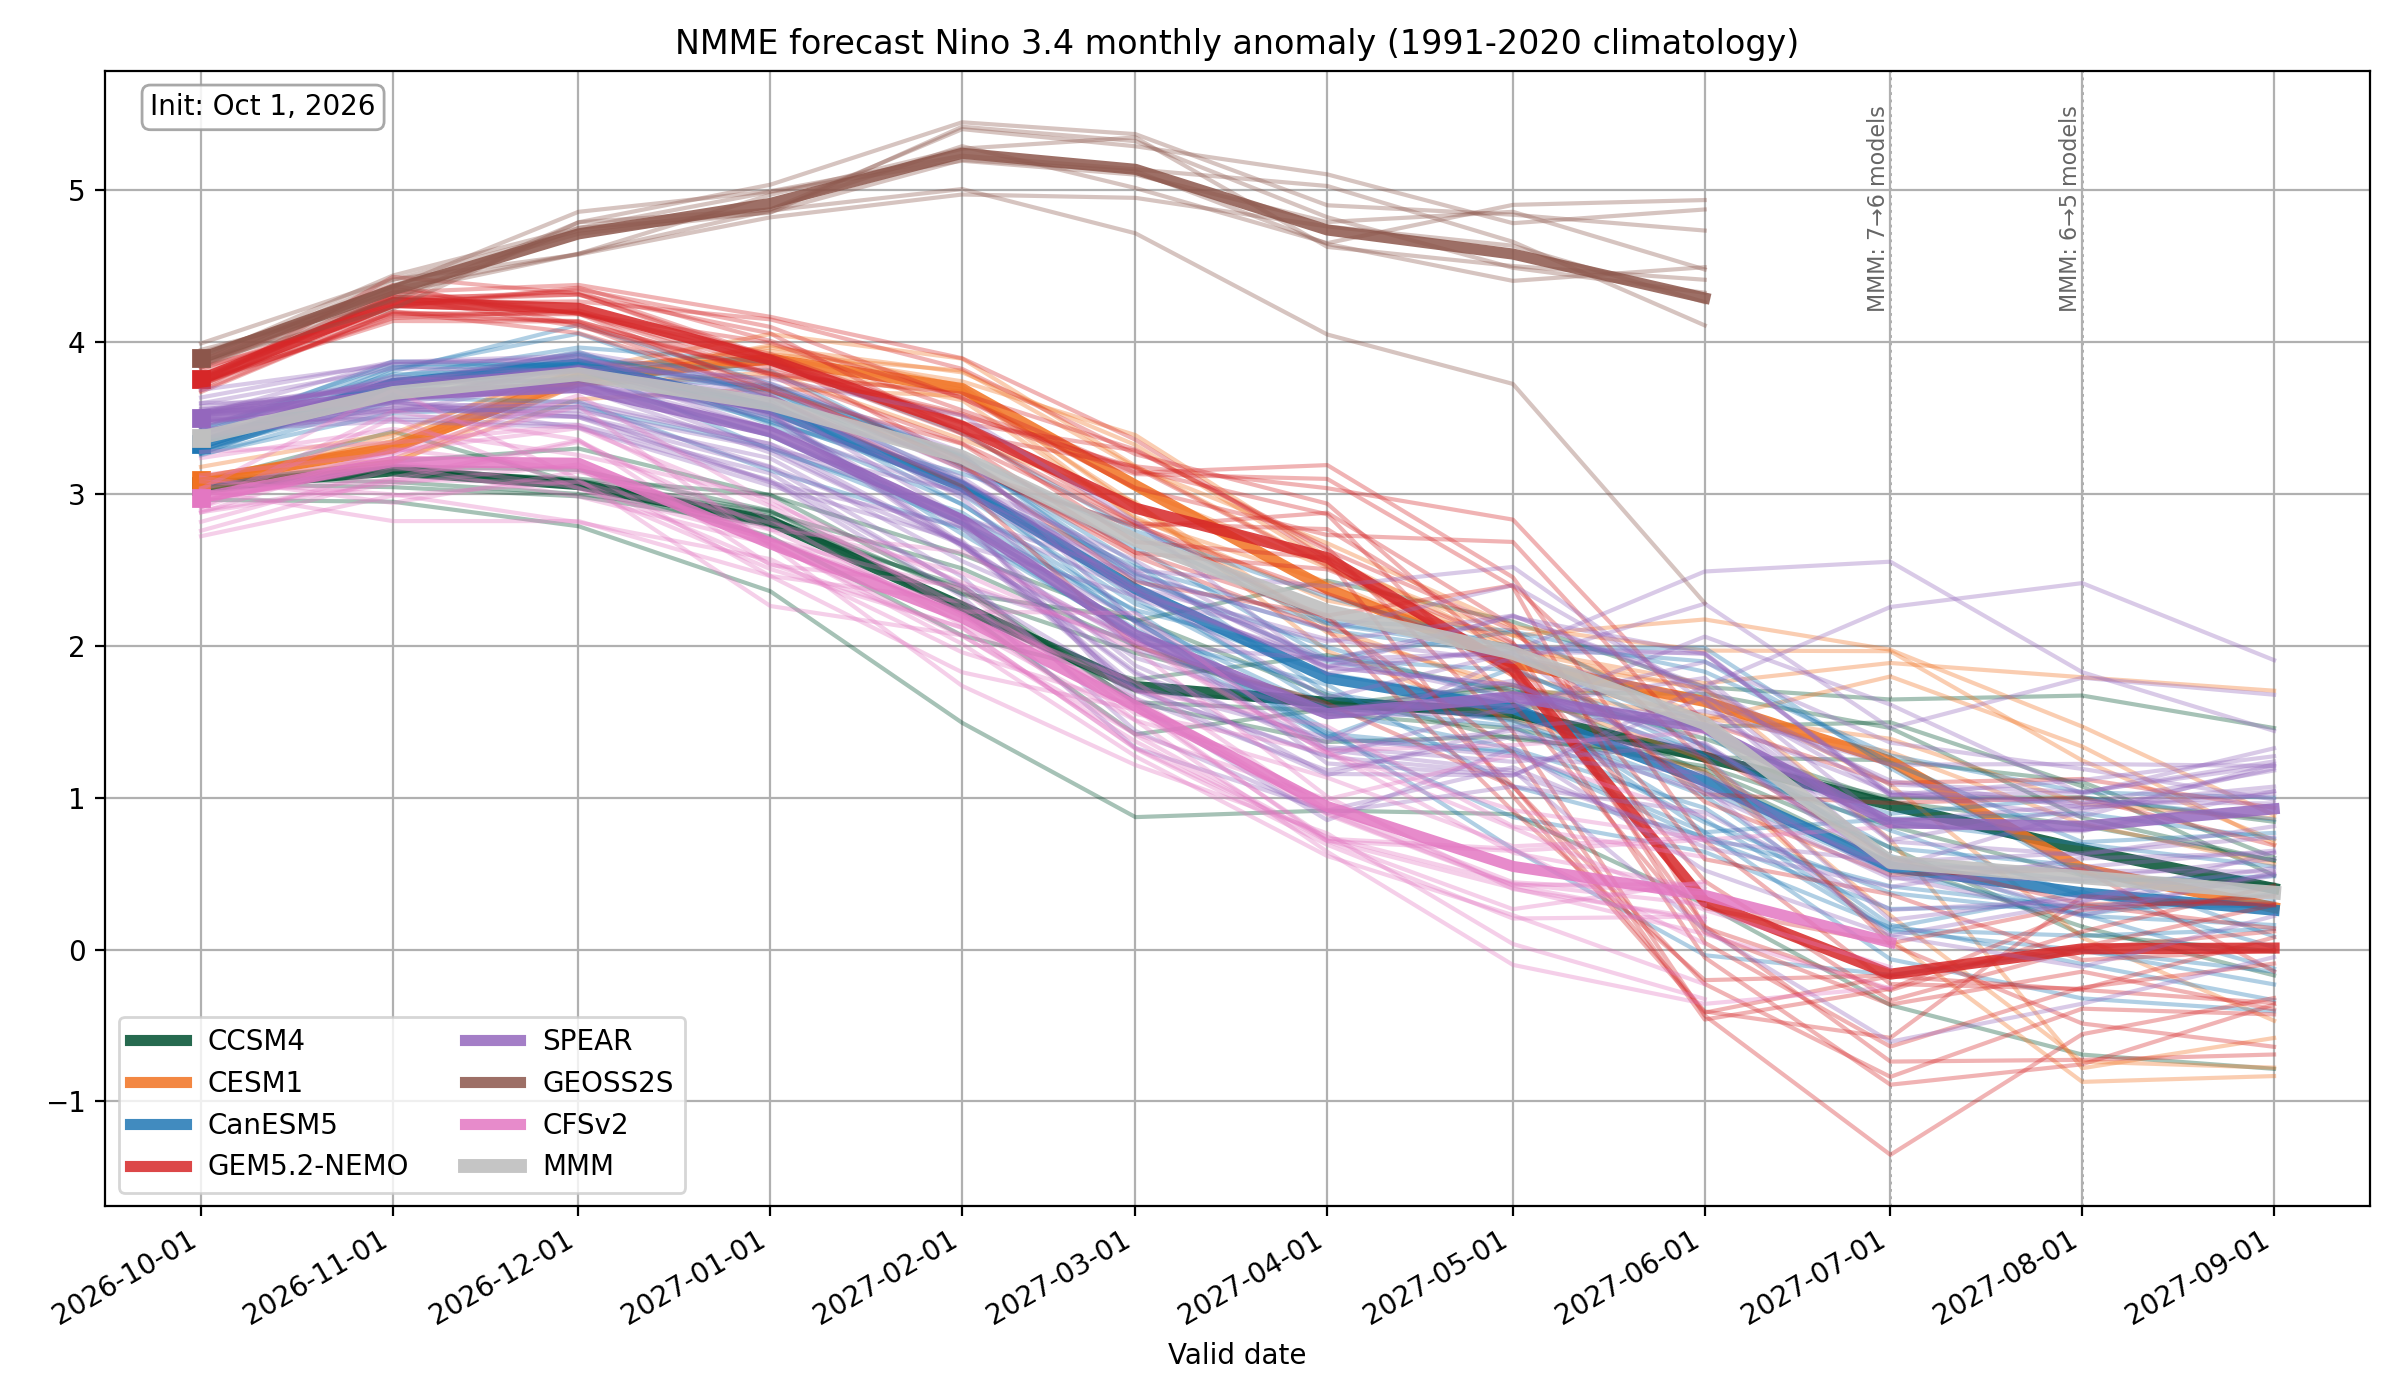 NMME forecast Nino 3.4 monthly anomaly (1991-2020 climatology)
Init: Oct 1, 2026
MMM: 7→6 models
MMM: 6→5 models
5
4
3
2
1
0
−1
CCSM4
CESM1
CanESM5
GEM5.2-NEMO
SPEAR
GEOSS2S
CFSv2
MMM
2026-10-01
2026-11-01
2026-12-01
2027-01-01
2027-02-01
2027-03-01
2027-04-01
2027-05-01
2027-06-01
2027-07-01
2027-08-01
2027-09-01
Valid date